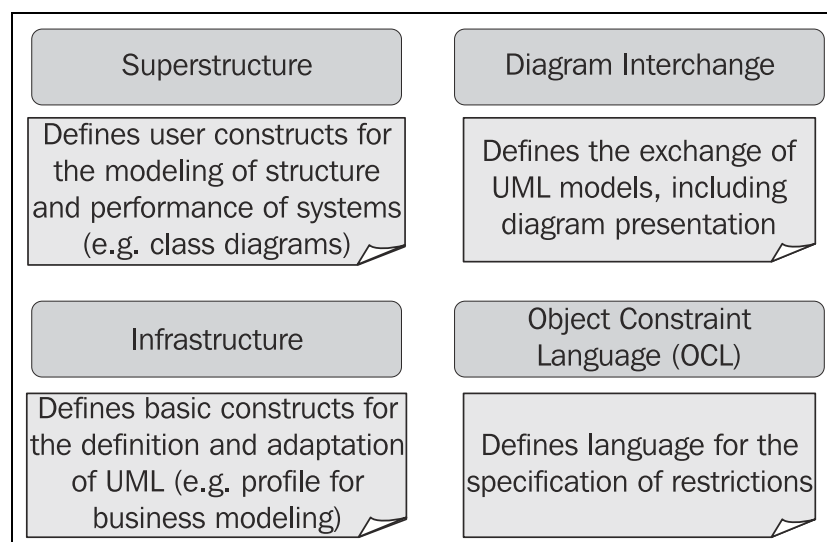 Superstructure
Defines user constructs for
the modeling of structure
and performance of systems
(e.g. class diagrams)
Diagram Interchange
Defines the exchange of
UML models, including
diagram presentation
Infrastructure
Defines basic constructs for
the definition and adaptation
of UML (e.g. profile for
business modeling)
Object Constraint
Language (OCL)
Defines language for the
specification of restrictions